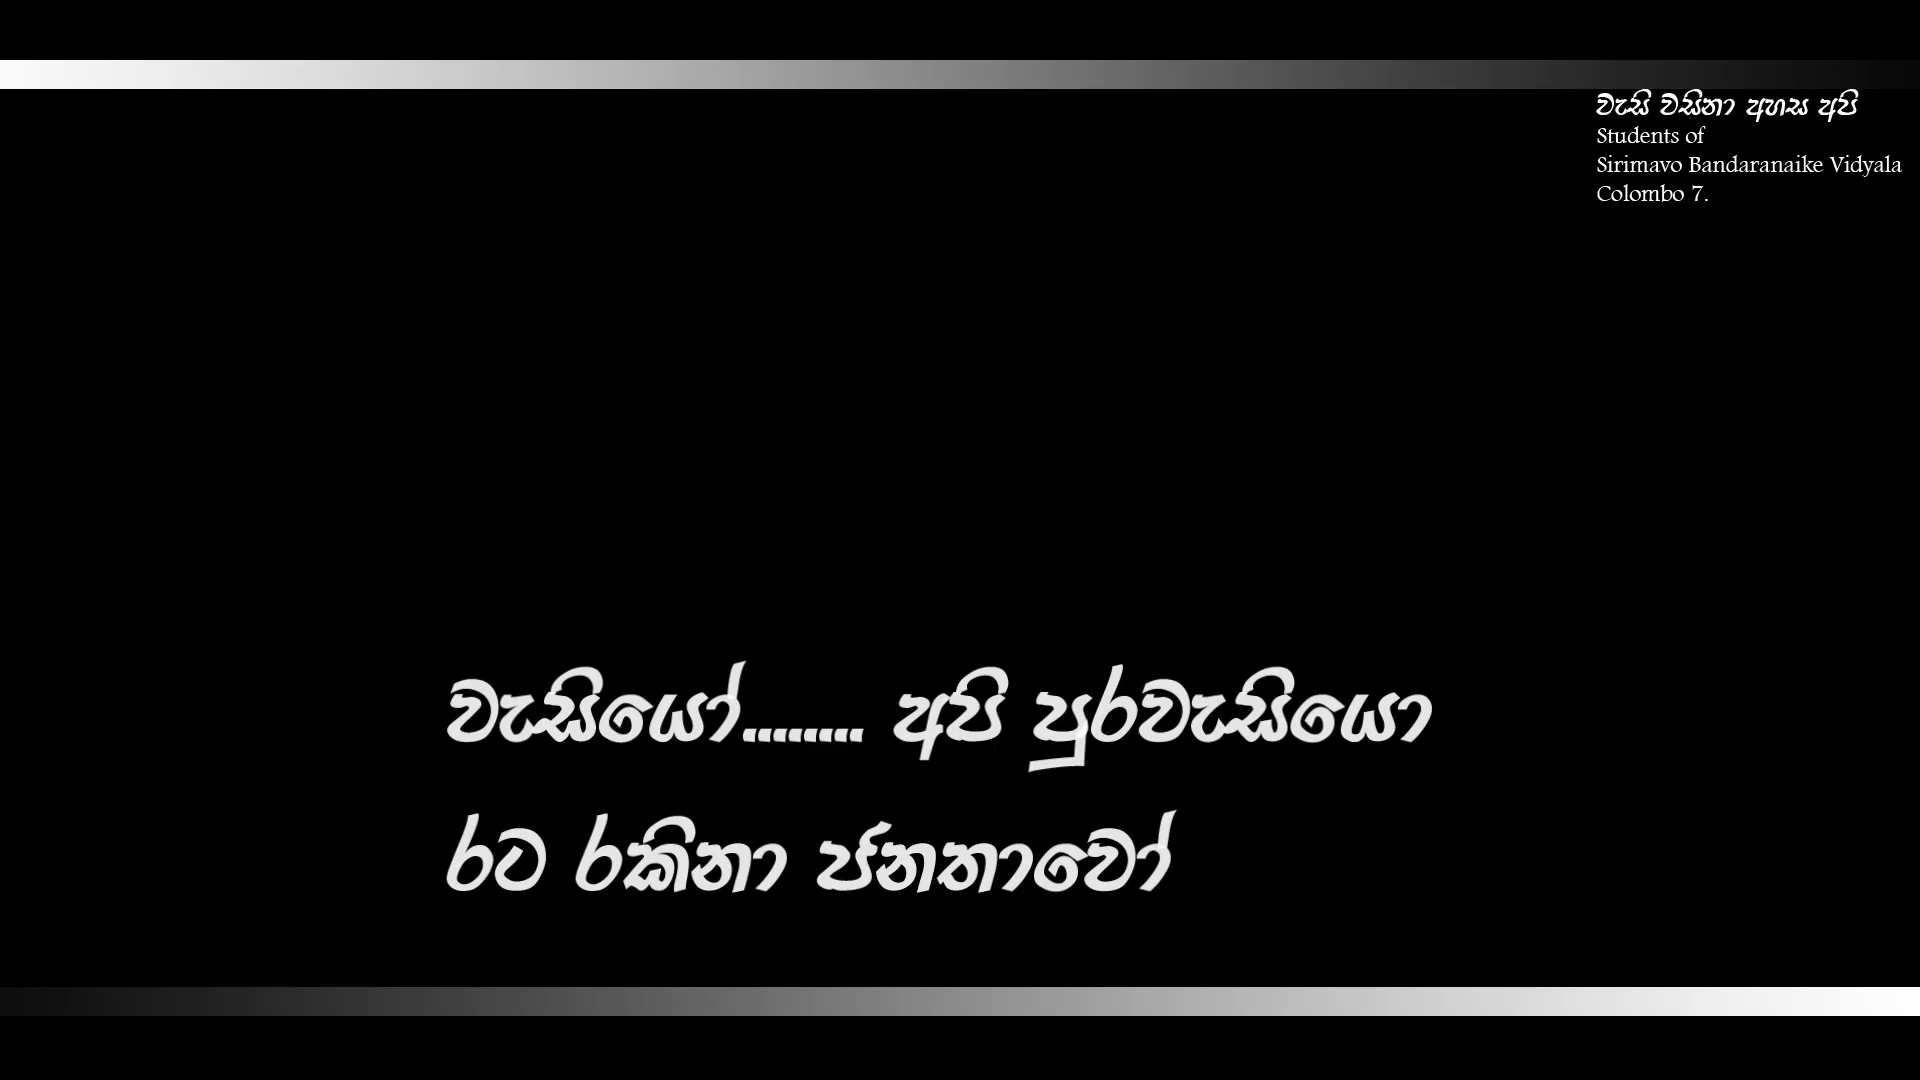 වැසි වසිනා අහස අපි
Students of
Sirimavo Bandaranaike Vidyala
Colombo 7.
වැසියෝ........ අපි පුරවැසියො
රට රකිනා ජනතාවෝ